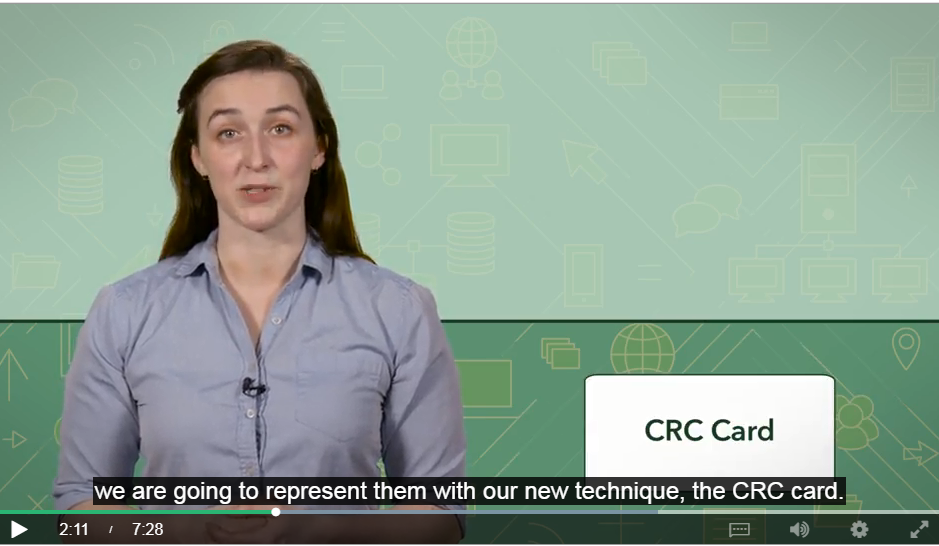 CRC Card
we are going to represent them with our new technique, the CRC card.
2:11 / 7:28